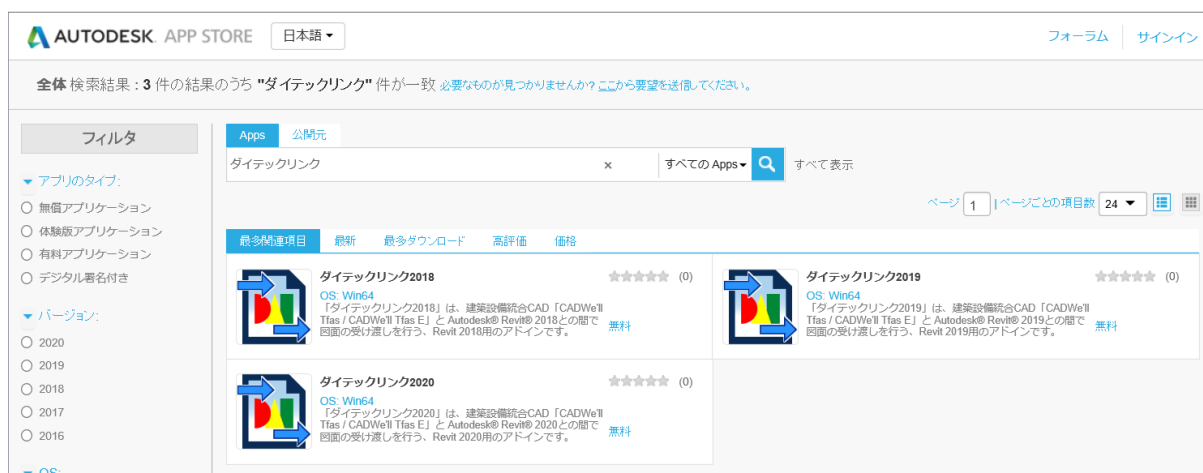 AUTODESK. APP STORE 日本語
フォーラム サインイン
全体 検索結果 : 3 件の結果のうち "ダイテックリンク" 件が一致 必要なものが見つかりませんか? ここから要望を送信してください。
フィルタ
アプリのタイプ:
無償アプリケーション
体験版アプリケーション
有料アプリケーション
デジタル署名付き
バージョン:
2020
2019
2018
2017
2016
OS:
Apps 公開元
ダイテックリンク × すべての Apps すべて表示
ページ 1 | ページごとの項目数 24
最多関連項目 最新 最多ダウンロード 高評価 価格
ダイテックリンク2018 (0)
OS: Win64
「ダイテックリンク2018」は、建築設備統合CAD「CADWe'll
Tfas / CADWe'll Tfas E」と Autodesk® Revit® 2018との間で
図面の受け渡しを行う、Revit 2018用のアドインです。
無料
ダイテックリンク2019 (0)
OS: Win64
「ダイテックリンク2019」は、建築設備統合CAD「CADWe'll
Tfas / CADWe'll Tfas E」と Autodesk® Revit® 2019との間で
図面の受け渡しを行う、Revit 2019用のアドインです。
無料
ダイテックリンク2020 (0)
OS: Win64
「ダイテックリンク2020」は、建築設備統合CAD「CADWe'll
Tfas / CADWe'll Tfas E」と Autodesk® Revit® 2020との間で
図面の受け渡しを行う、Revit 2020用のアドインです。
無料